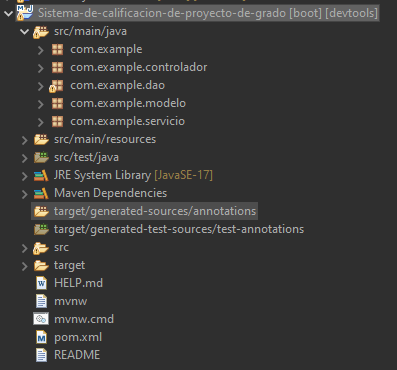 Sistema-de-calificacion-de-proyecto-de-grado [boot] [devtools]
src/main/java
com.example
com.example.controlador
com.example.dao
com.example.modelo
com.example.servicio
src/main/resources
src/test/java
JRE System Library [JavaSE-17]
Maven Dependencies
target/generated-sources/annotations
target/generated-test-sources/test-annotations
src
target
HELP.md
mvnw
mvnw.cmd
pom.xml
README